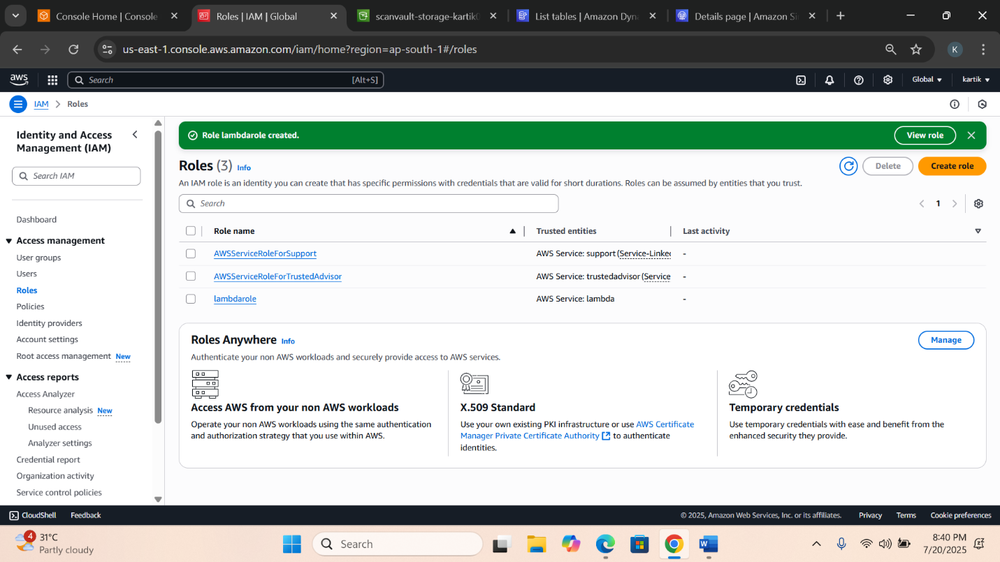 Console Home | Console
Roles | IAM | Global
scanvault-storage-kartik
List tables | Amazon Dyn
Details page | Amazon Si
us-east-1.console.aws.amazon.com/iam/home?region=ap-south-1#/roles
K
aws
Search
[Alt+S]
Global
kartik
IAM
Roles
Identity and Access
Management (IAM)
Search IAM
Dashboard
Access management
User groups
Users
Roles
Policies
Identity providers
Account settings
Root access management New
Access reports
Access Analyzer
Resource analysis New
Unused access
Analyzer settings
Credential report
Organization activity
Service control policies
Role lambdarole created.
View role
Roles (3) Info
Delete
Create role
An IAM role is an identity you can create that has specific permissions with credentials that are valid for short durations. Roles can be assumed by entities that you trust.
Search
1
Role name
Trusted entities
Last activity
AWSServiceRoleForSupport
AWS Service: support (Service-Linked
-
AWSServiceRoleForTrustedAdvisor
AWS Service: trustedadvisor (Service
-
lambdarole
AWS Service: lambda
-
Roles Anywhere Info
Manage
Authenticate your non AWS workloads and securely provide access to AWS services.
Access AWS from your non AWS workloads
Operate your non AWS workloads using the same authentication
and authorization strategy that you use within AWS.
X.509 Standard
Use your own existing PKI infrastructure or use AWS Certificate
Manager Private Certificate Authority to authenticate
identities.
Temporary credentials
Use temporary credentials with ease and benefit from the
enhanced security they provide.
CloudShell
Feedback
© 2025, Amazon Web Services, Inc. or its affiliates.
Privacy
Terms
Cookie preferences
4
31°C
Partly cloudy
Search
8:40 PM
7/20/2025